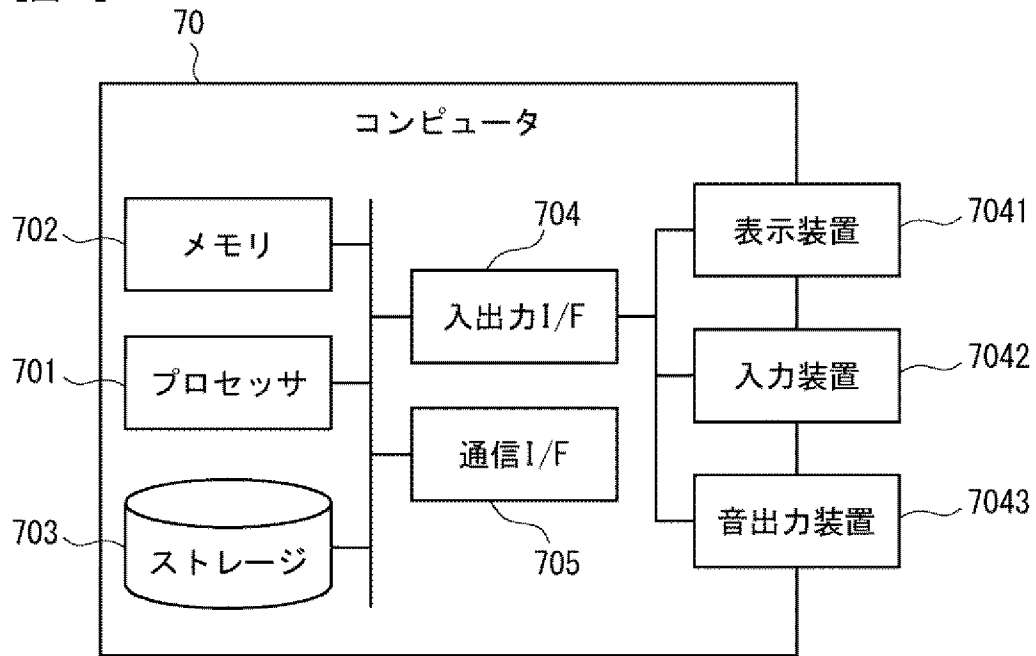 70
コンピュータ
702
メモリ
704
表示装置
7041
入出力I/F
701
プロセッサ
入力装置
7042
通信I/F
703
ストレージ
705
音出力装置
7043